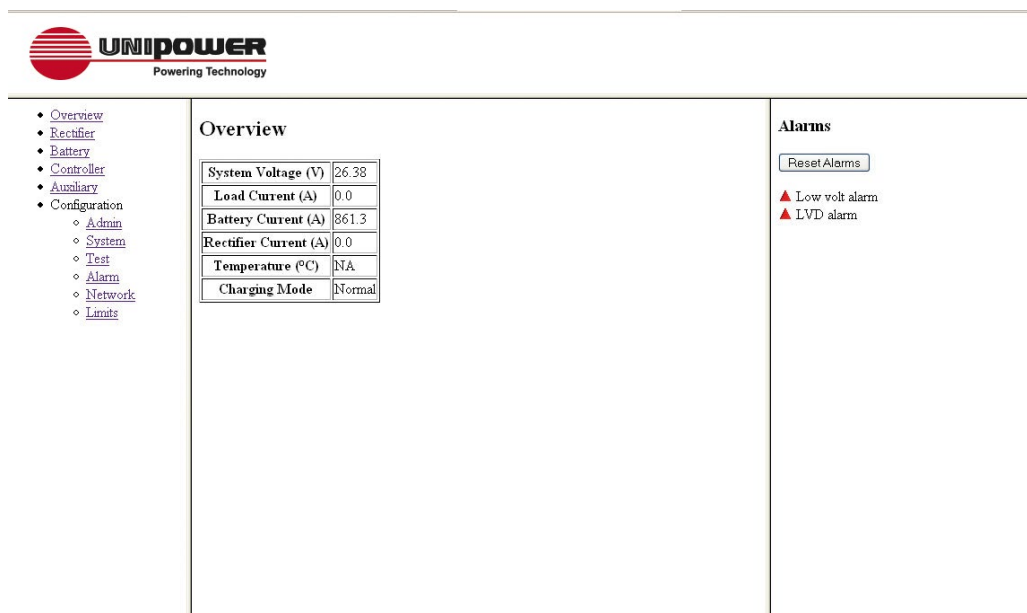 UNIPOWER
Powering Technology
Overview
Rectifier
Battery
Controller
Auxiliary
Configuration
Admin
System
Test
Alarm
Network
Limits
Overview
System Voltage (V) 26.38
Load Current (A) 0.0
Battery Current (A) 861.3
Rectifier Current (A) 0.0
Temperature (ºC) NA
Charging Mode Normal
Alarms
Reset Alarms
Low volt alarm
LVD alarm